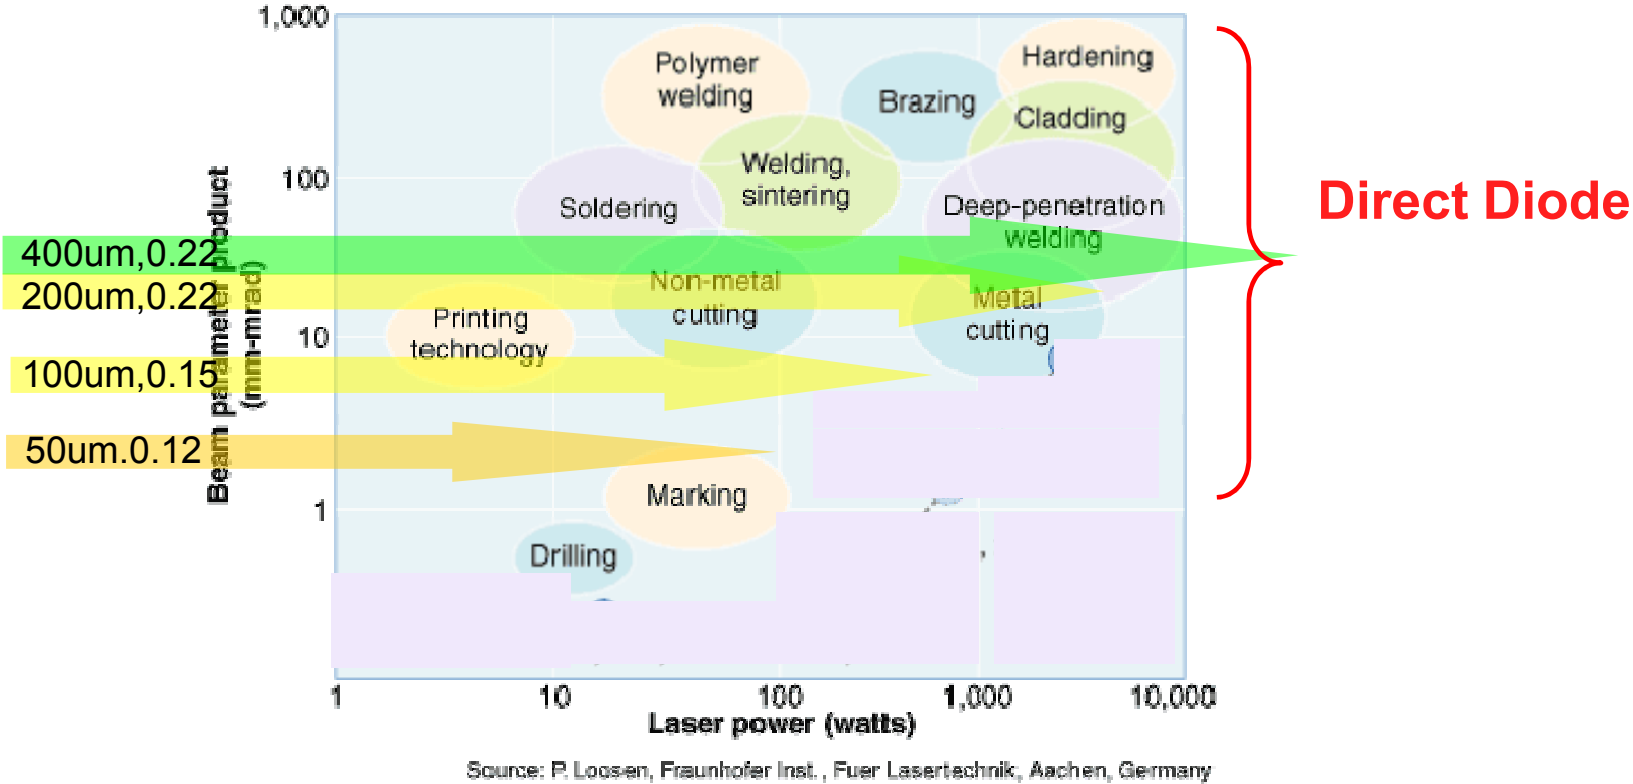 1,000
Polymer
welding
Hardening
Brazing
Cladding
100
Welding,
sintering
Soldering
Deep-penetration
welding
Direct Diode
400um,0.22
200um,0.22
Non-metal
cutting
Metal
cutting
Printing
technology
10
100um,0.15
50um.0.12
Beam parameter product
(mm-mrad)
Marking
1
Drilling
1
10
100
1,000
10,000
Laser power (watts)
Source: P. Loosen, Fraunhofer Inst., Fuer Lasertechnik, Aachen, Germany